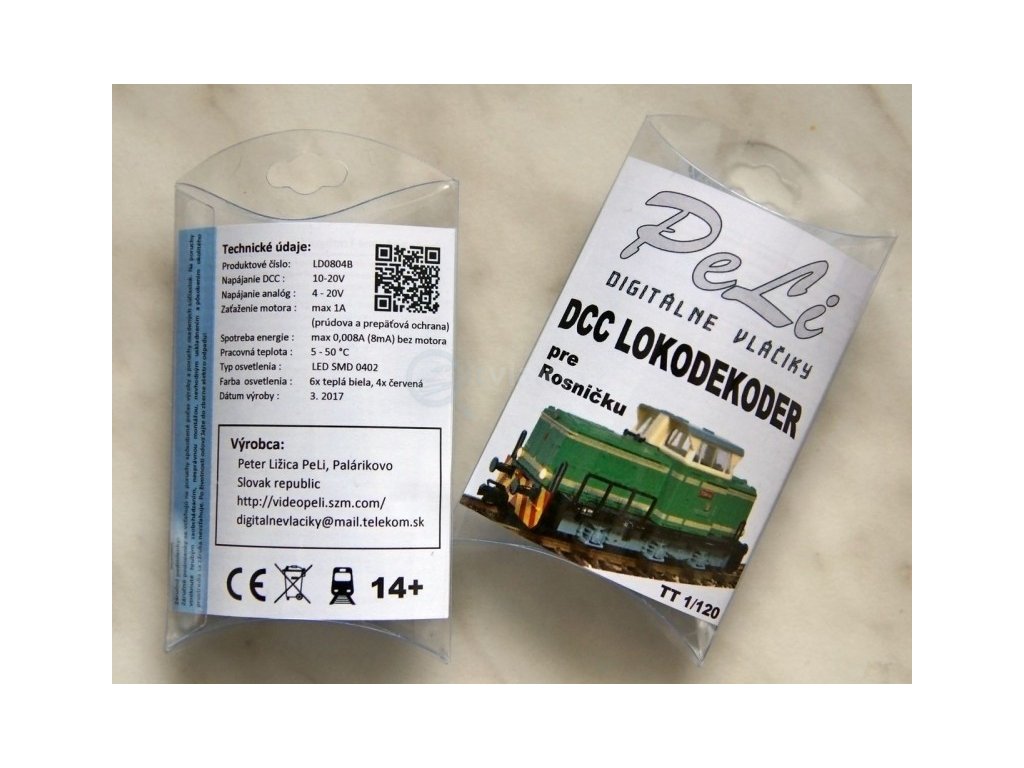 Technické údaje:
Produktové číslo: LD0804B
Napájanie DCC : 10-20V
Napájanie analóg : 4 - 20V
Zaťaženie motora : max 1A
(prúdova a prepäťová ochrana)
Spotreba energie : max 0,008A (8mA) bez motora
Pracovná teplota : 5 - 50 °C
Typ osvetlenia : LED SMD 0402
Farba osvetlenia : 6x teplá biela, 4x červená
Dátum výroby : 3. 2017
Výrobca:
Peter Ližica PeLi, Palárikovo
Slovak republic
http://videopeli.szm.com/
digitalnevlaciky@mail.telekom.sk
CE 14+
PeLi
DIGITÁLNE VLÁČIKY
DCC LOKODEKODER
pre
Rosničku
TT 1/120